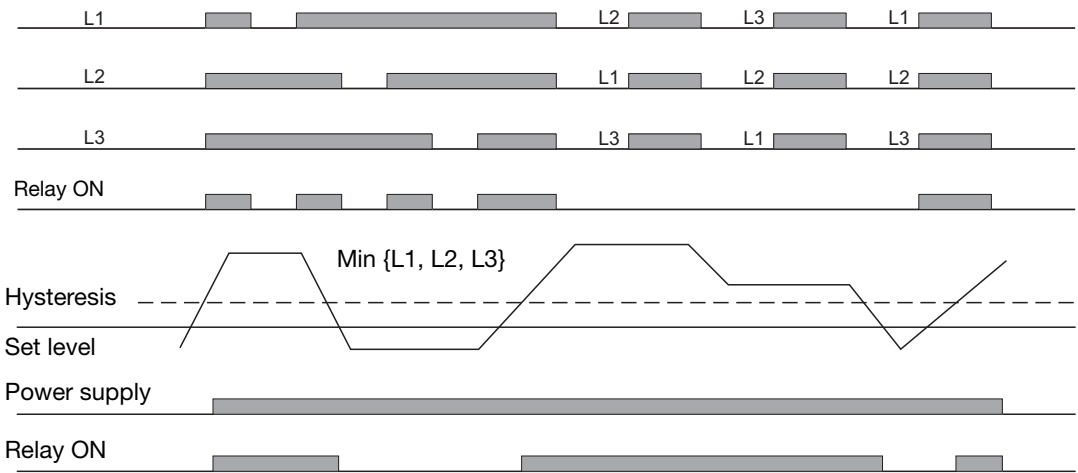 L1 L2 L3 L1
L2 L1 L2 L2
L3 L3 L1 L3
Relay ON
Min {L1, L2, L3}
Hysteresis
Set level
Power supply
Relay ON